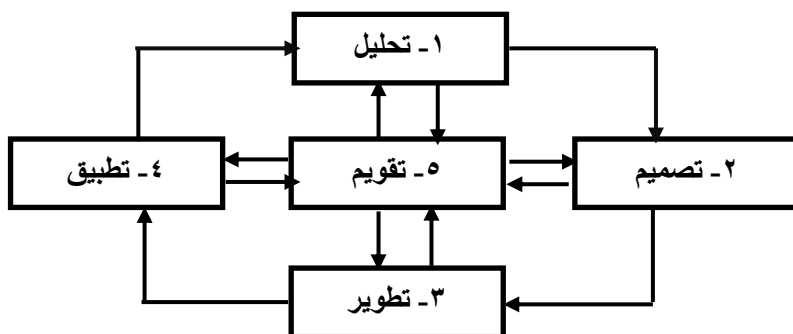 ١- تحليل
٢- تصميم
٥- تقويم
٤- تطبيق
٣- تطوير